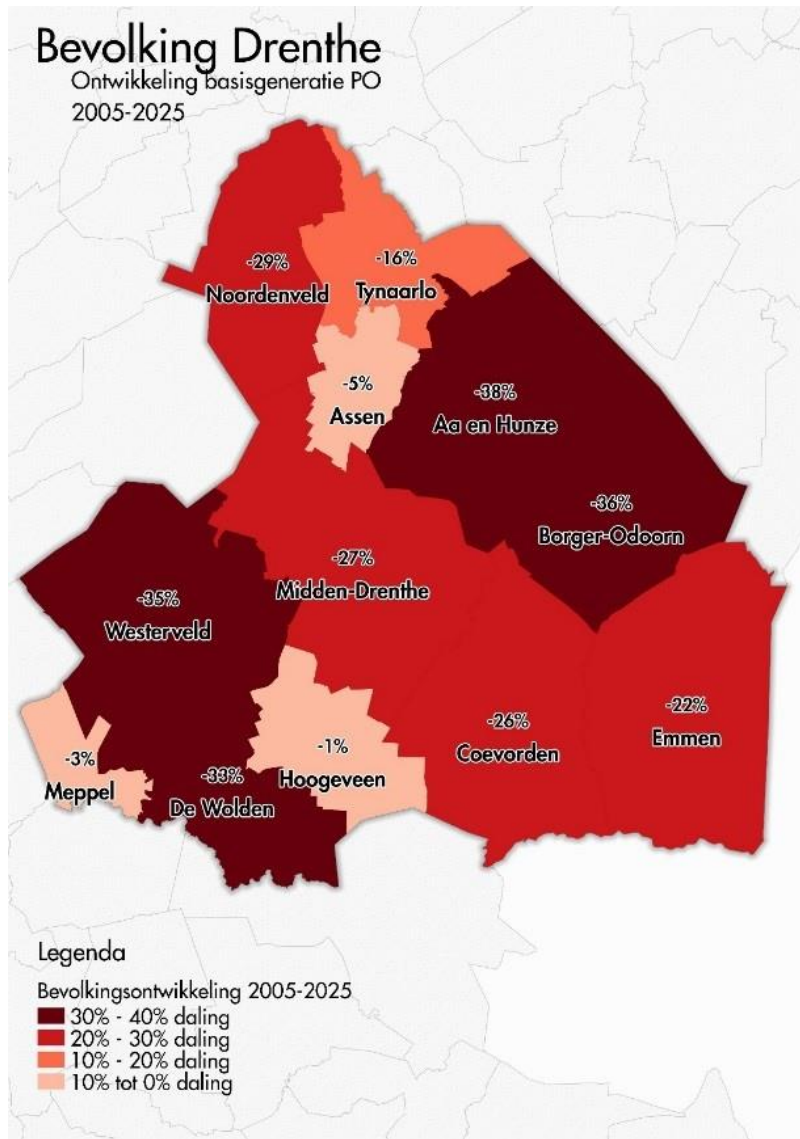 Bevolking Drenthe
Ontwikkeling basisgeneratie PO
2005-2025
-29%
Noordenveld
-16%
Tynaarlo
-5%
Assen
-38%
Aa en Hunze
-36%
Borger-Odoorn
-27%
Midden-Drenthe
-35%
Westerveld
-22%
Emmen
-26%
Coevorden
-1%
Hoogeveen
-3%
Meppel
-33%
De Wolden
Legenda
Bevolkingsontwikkeling 2005-2025
30% - 40% daling
20% - 30% daling
10% - 20% daling
10% tot 0% daling